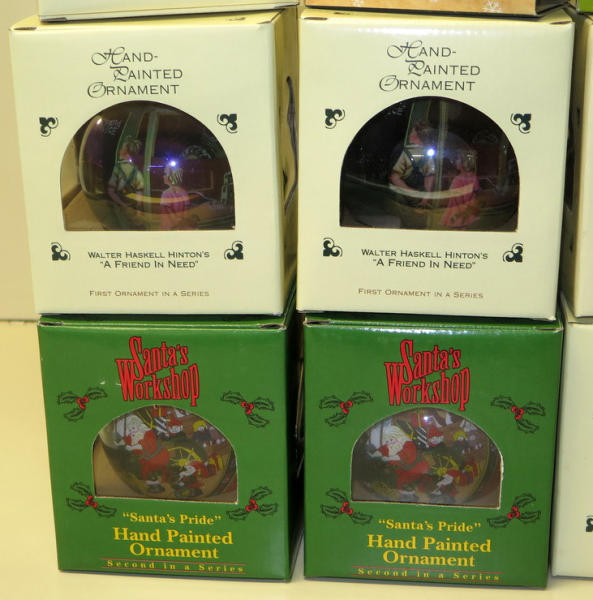 HAND-
PAINTED
ORNAMENT
WALTER HASKELL HINTON'S
"A FRIEND IN NEED"
FIRST ORNAMENT IN A SERIES
HAND-
PAINTED
ORNAMENT
WALTER HASKELL HINTON'S
"A FRIEND IN NEED"
FIRST ORNAMENT IN A SERIES
Santa's
Workshop
"Santa's Pride"
Hand Painted
Ornament
Second in a Series
Santa's
Workshop
"Santa's Pride"
Hand Painted
Ornament
Second in a Series